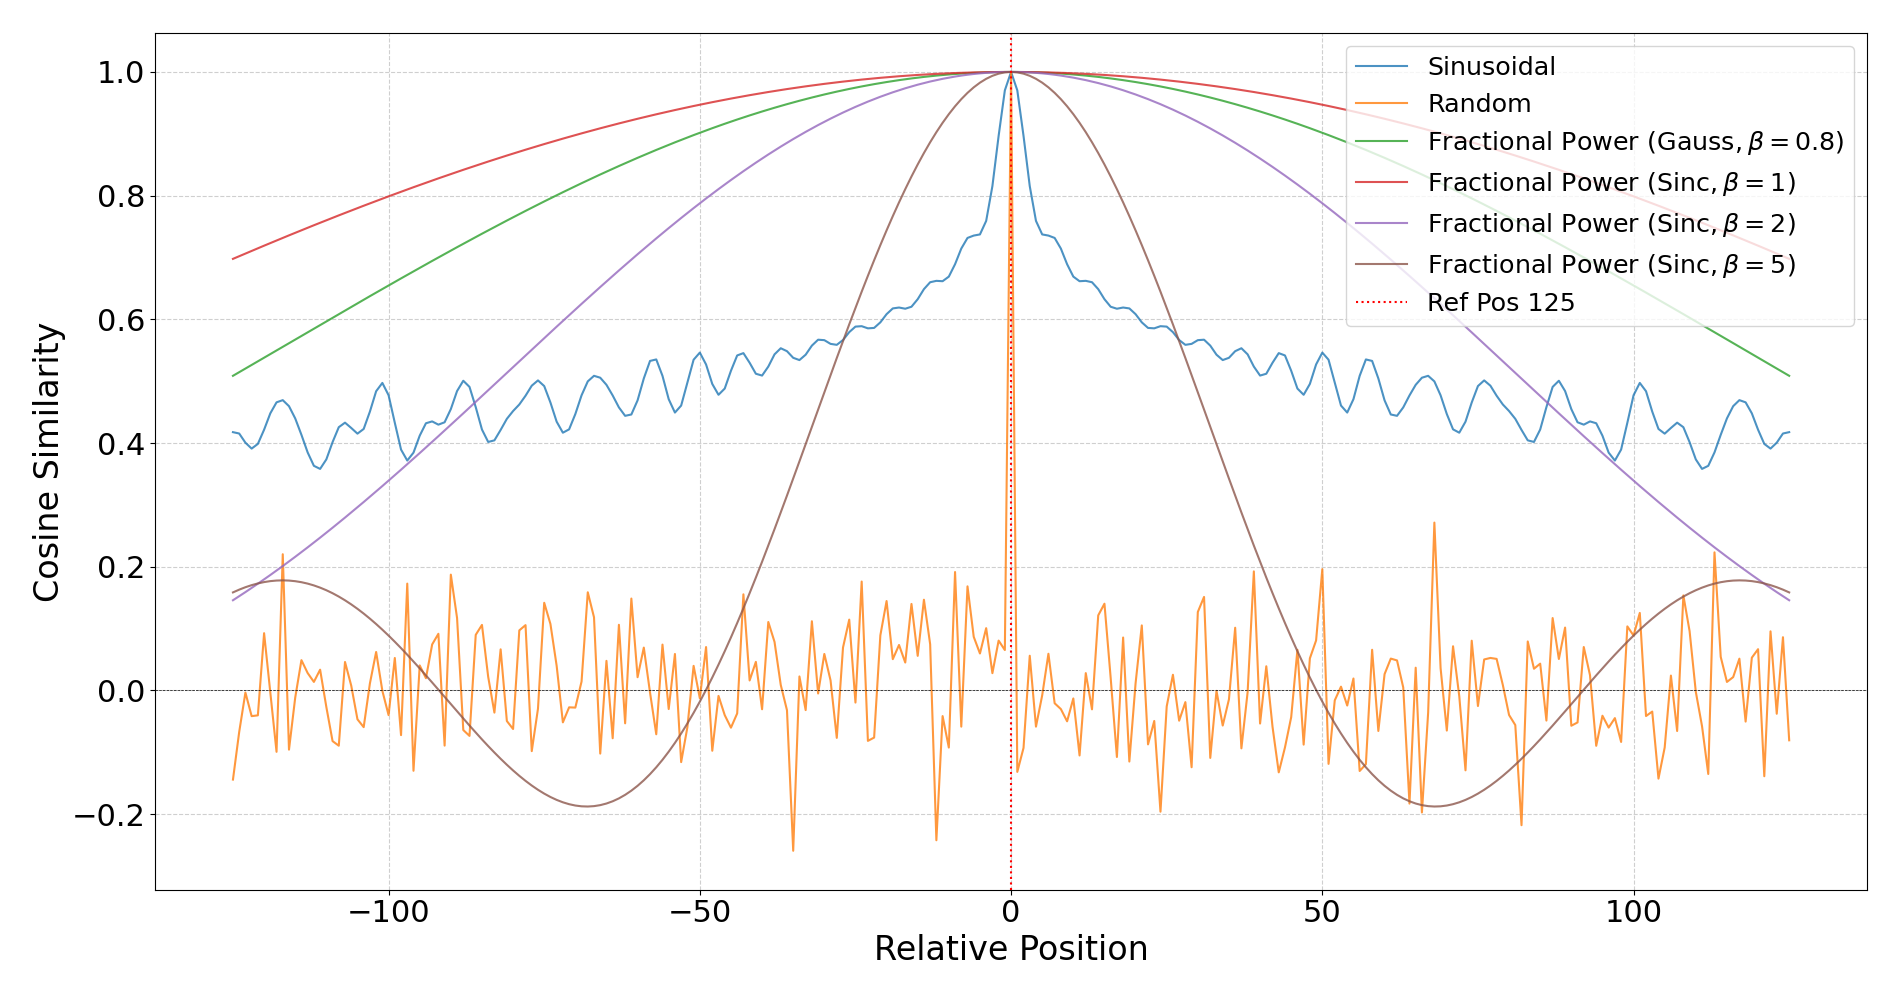 1.0
0.8
0.6
0.4
0.2
0.0
−0.2
Cosine Similarity
−100
−50
0
50
100
Relative Position
Sinusoidal
Random
Fractional Power (Gauss, β = 0.8)
Fractional Power (Sinc, β = 1)
Fractional Power (Sinc, β = 2)
Fractional Power (Sinc, β = 5)
Ref Pos 125